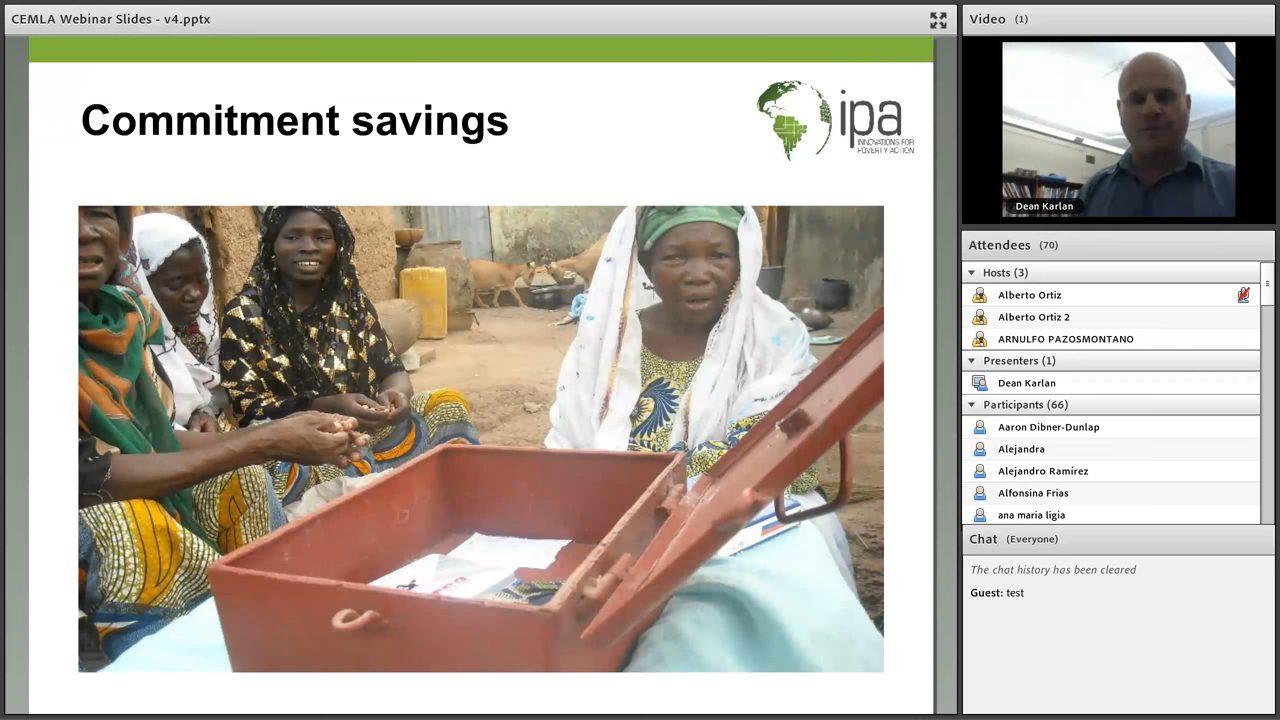 CEMLA Webinar Slides - v4.pptx
Commitment savings
ipa
INNOVATIONS FOR
POVERTY ACTION
Video (1)
Dean Karlan
Attendees (70)
Hosts (3)
Alberto Ortiz
Alberto Ortiz 2
ARNULFO PAZOSMONTANO
Presenters (1)
Dean Karlan
Participants (66)
Aaron Dibner-Dunlap
Alejandra
Alejandro Ramírez
Alfonsina Frias
ana maria ligia
Chat (Everyone)
The chat history has been cleared
Guest: test